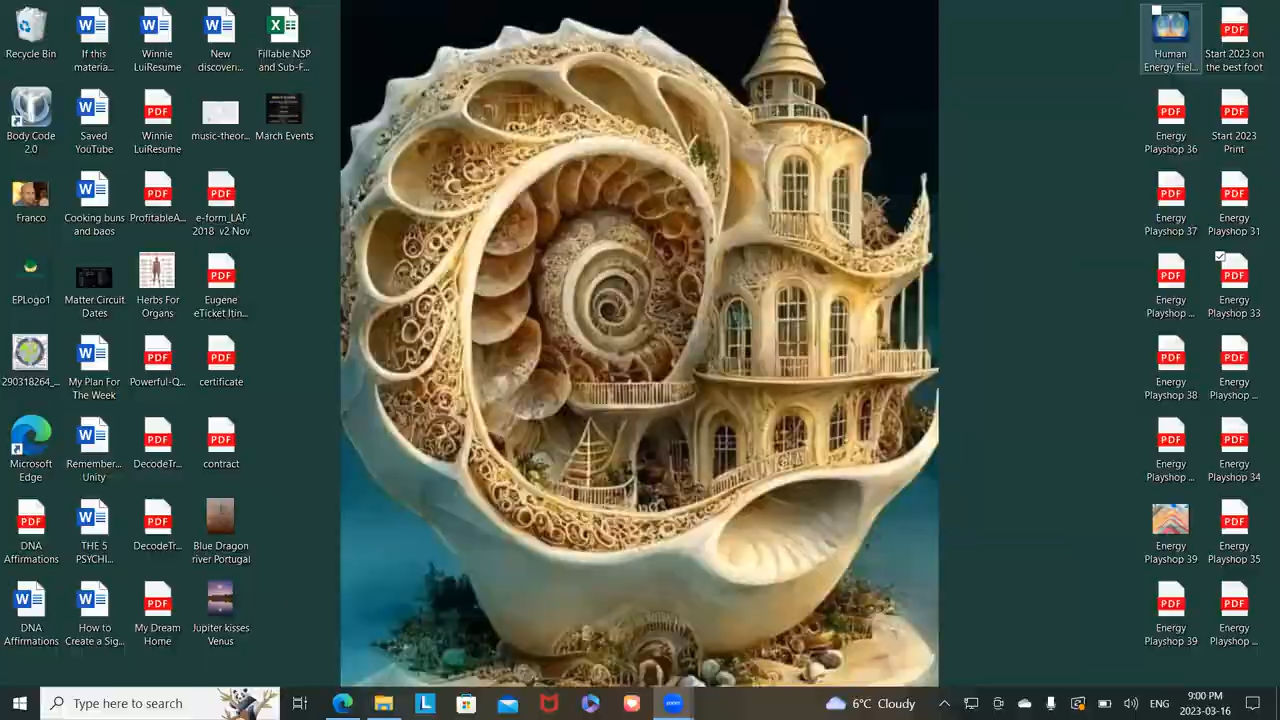 Recycle Bin
If this
materia...
Winnie
LuiResume
New
discoveri...
Fillable NSP
and Sub-F...
Human
Energy Fiel...
Start 2023 on
the best foot
BodyCode
2.0
Saved
YouTube
Winnie
LuiResume
music-theor...
March Events
Energy
Playshop 36
Start 2023
Print
Franco
Cooking buns
and baos
ProfitableA...
e-form_LAF
2018_v2 Nov
Energy
Playshop 37
Energy
Playshop 31
EPLogo1
Matter Circuit
Dates
Herbs For
Organs
Eugene
eTicket Itin...
Energy
Playshop ...
Energy
Playshop 33
290318264_...
My Plan For
The Week
Powerful-Q...
certificate
Energy
Playshop 38
Energy
Playshop ...
Microsoft
Edge
Remember...
Unity
DecodeTr...
contract
Energy
Playshop ...
Energy
Playshop 34
DNA
Affirmations
THE 5
PSYCHI...
DecodeTr...
Blue Dragon
river Portugal
Energy
Playshop 39
Energy
Playshop 35
DNA
Affirmations
How to
Create a Sig...
My Dream
Home
Jupiter kisses
Venus
Energy
Playshop 39
Energy
Playshop ...
Type here to search
zoom
6°C Cloudy
ENG
9:00 PM
2023-03-16